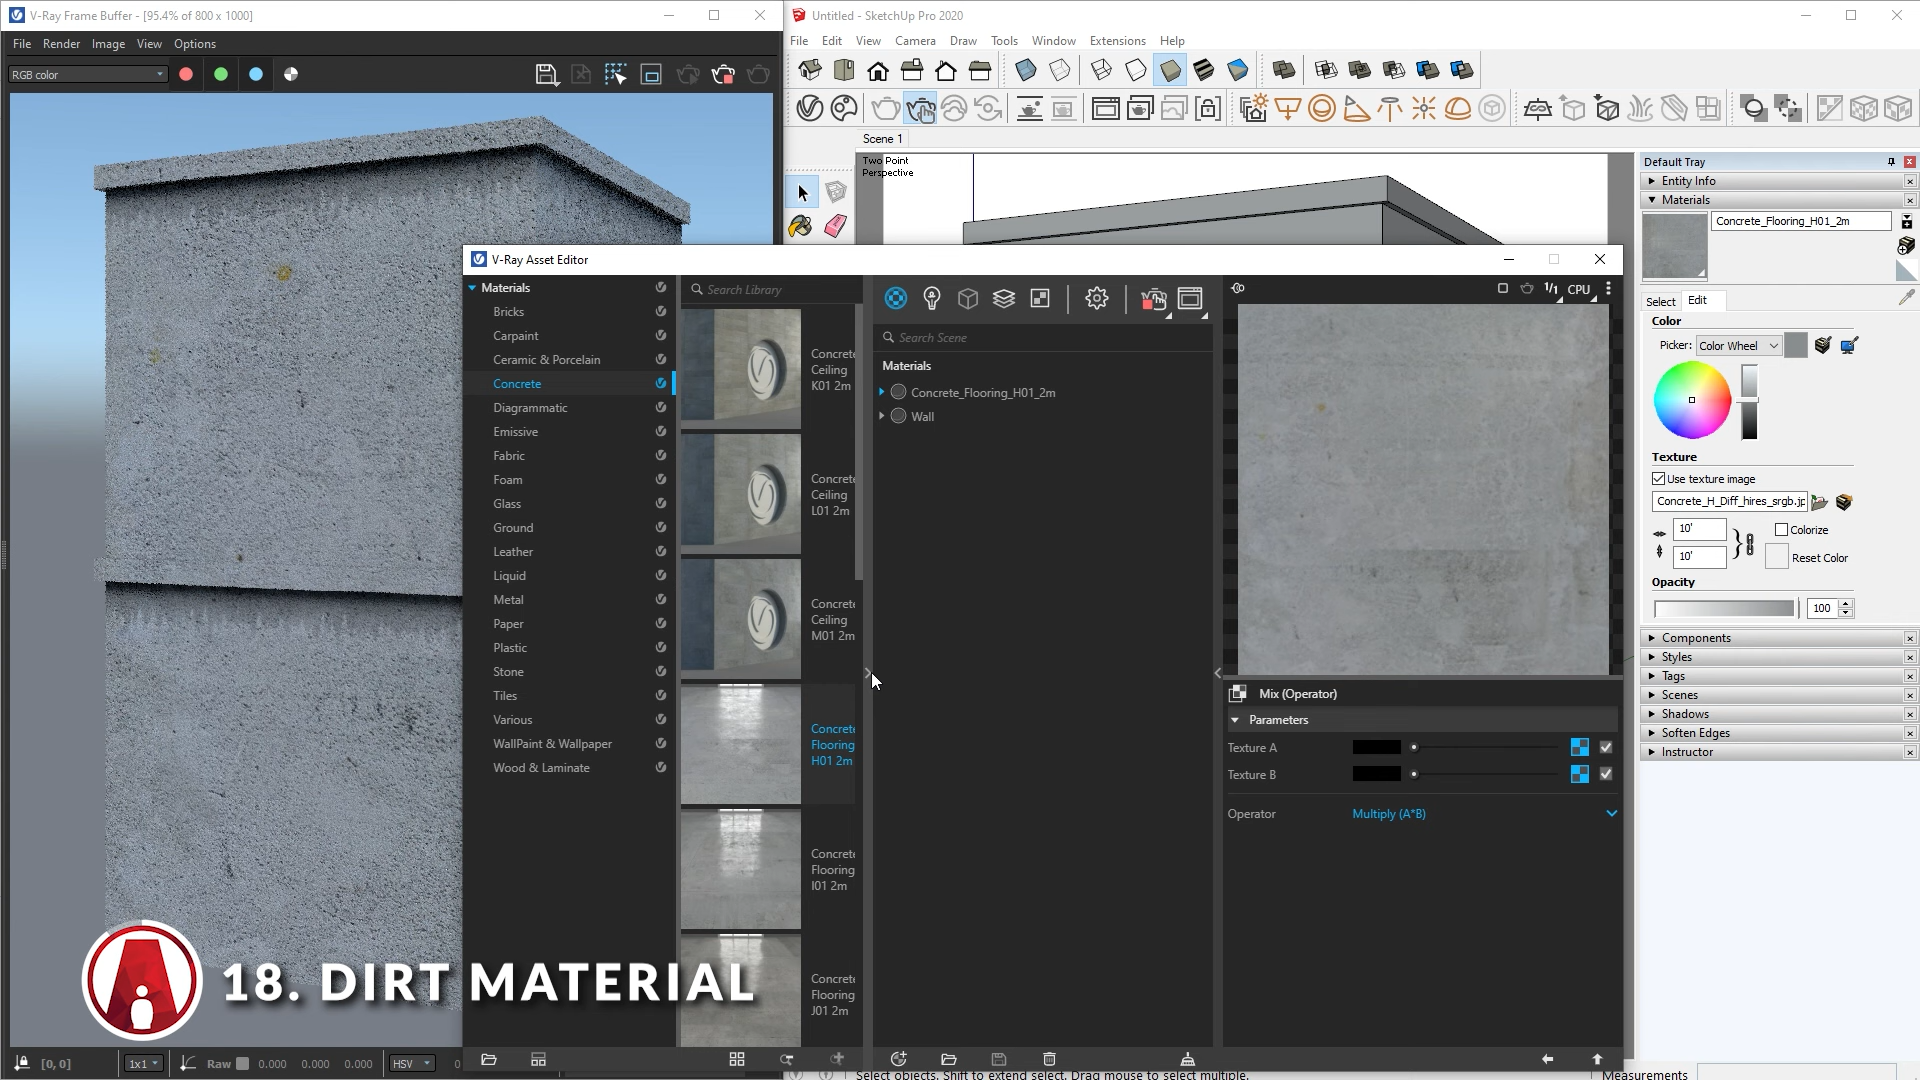 V-Ray Frame Buffer - [95.4% of 800 x 1000]
File Render Image View Options
RGB color
Untitled - SketchUp Pro 2020
File Edit View Camera Draw Tools Window Extensions Help
Scene 1
Two Point
Perspective
Default Tray
Entity Info
Materials
Concrete_Flooring_H01_2m
Select Edit
Color
Picker: Color Wheel
Texture
Use texture image
Concrete_H_Diff_hires_srgb.jp
10'
Colorize
10'
Reset Color
Opacity
100
Components
Styles
Tags
Scenes
Shadows
Soften Edges
Instructor
V-Ray Asset Editor
Materials
Bricks
Carpaint
Ceramic & Porcelain
Concrete
Diagrammatic
Emissive
Fabric
Foam
Glass
Ground
Leather
Liquid
Metal
Paper
Plastic
Stone
Tiles
Various
WallPaint & Wallpaper
Wood & Laminate
Search Library
Concrete
Ceiling
K01 2m
Concrete
Ceiling
L01 2m
Concrete
Ceiling
M01 2m
Concrete
Flooring
H01 2m
Concrete
Flooring
I01 2m
Concrete
Flooring
J01 2m
Search Scene
Materials
Concrete_Flooring_H01_2m
Wall
1/1 CPU
Mix (Operator)
Parameters
Texture A
Texture B
Operator Multiply (A*B)
18. DIRT MATERIAL
[0, 0] 1x1 Raw 0.000 0.000 0.000 HSV 0
Select objects. Shift to extend select. Drag mouse to select multiple.
Measurements